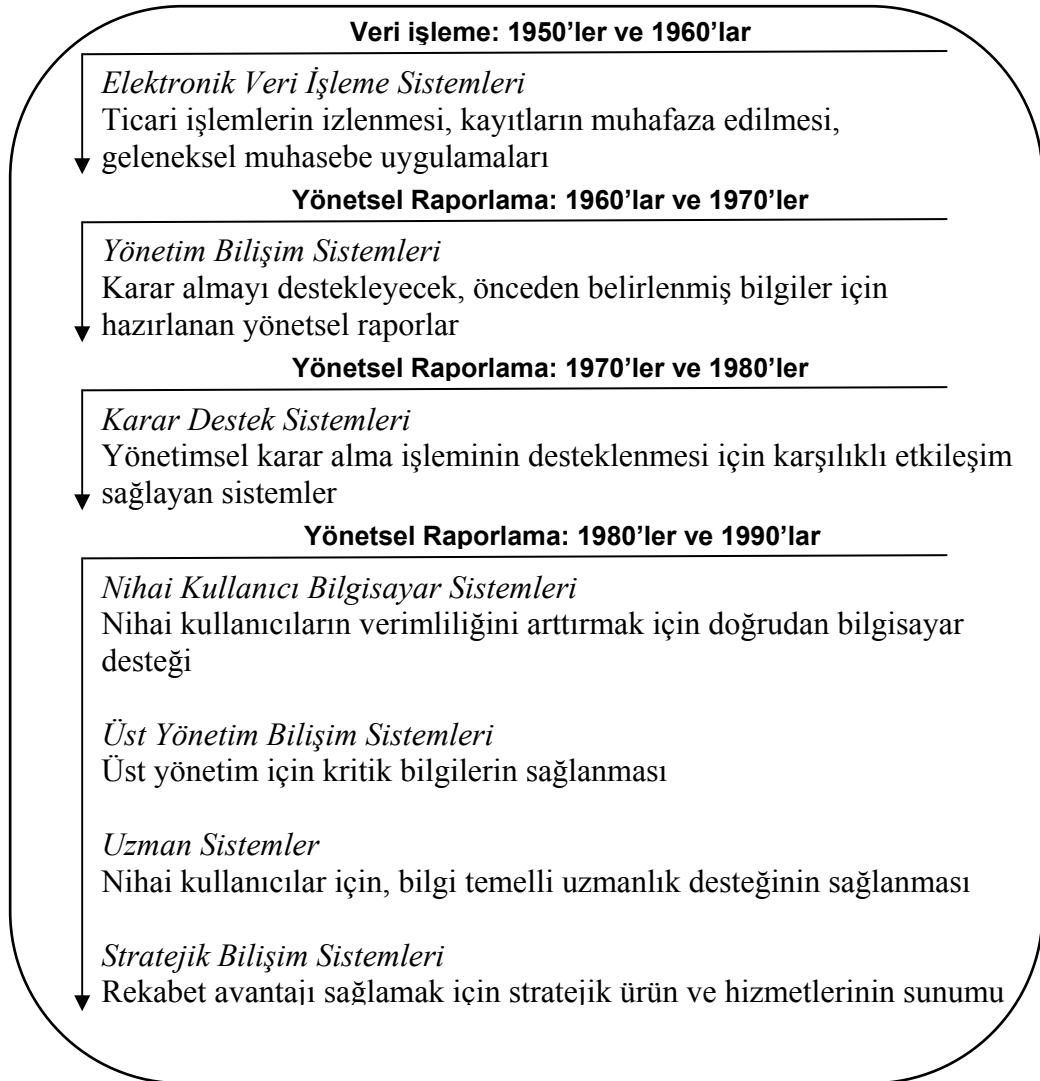 Veri işleme: 1950’ler ve 1960’lar
Elektronik Veri İşleme Sistemleri
Ticari işlemlerin izlenmesi, kayıtların muhafaza edilmesi,
geleneksel muhasebe uygulamaları
Yönetsel Raporlama: 1960’lar ve 1970’ler
Yönetim Bilişim Sistemleri
Karar almayı destekleyecek, önceden belirlenmiş bilgiler için
hazırlanan yönetsel raporlar
Yönetsel Raporlama: 1970’ler ve 1980’ler
Karar Destek Sistemleri
Yönetimsel karar alma işleminin desteklenmesi için karşılıklı etkileşim
sağlayan sistemler
Yönetsel Raporlama: 1980’ler ve 1990’lar
Nihai Kullanıcı Bilgisayar Sistemleri
Nihai kullanıcıların verimliliğini arttırmak için doğrudan bilgisayar
desteği
Üst Yönetim Bilişim Sistemleri
Üst yönetim için kritik bilgilerin sağlanması
Uzman Sistemler
Nihai kullanıcılar için, bilgi temelli uzmanlık desteğinin sağlanması
Stratejik Bilişim Sistemleri
Rekabet avantajı sağlamak için stratejik ürün ve hizmetlerinin sunumu